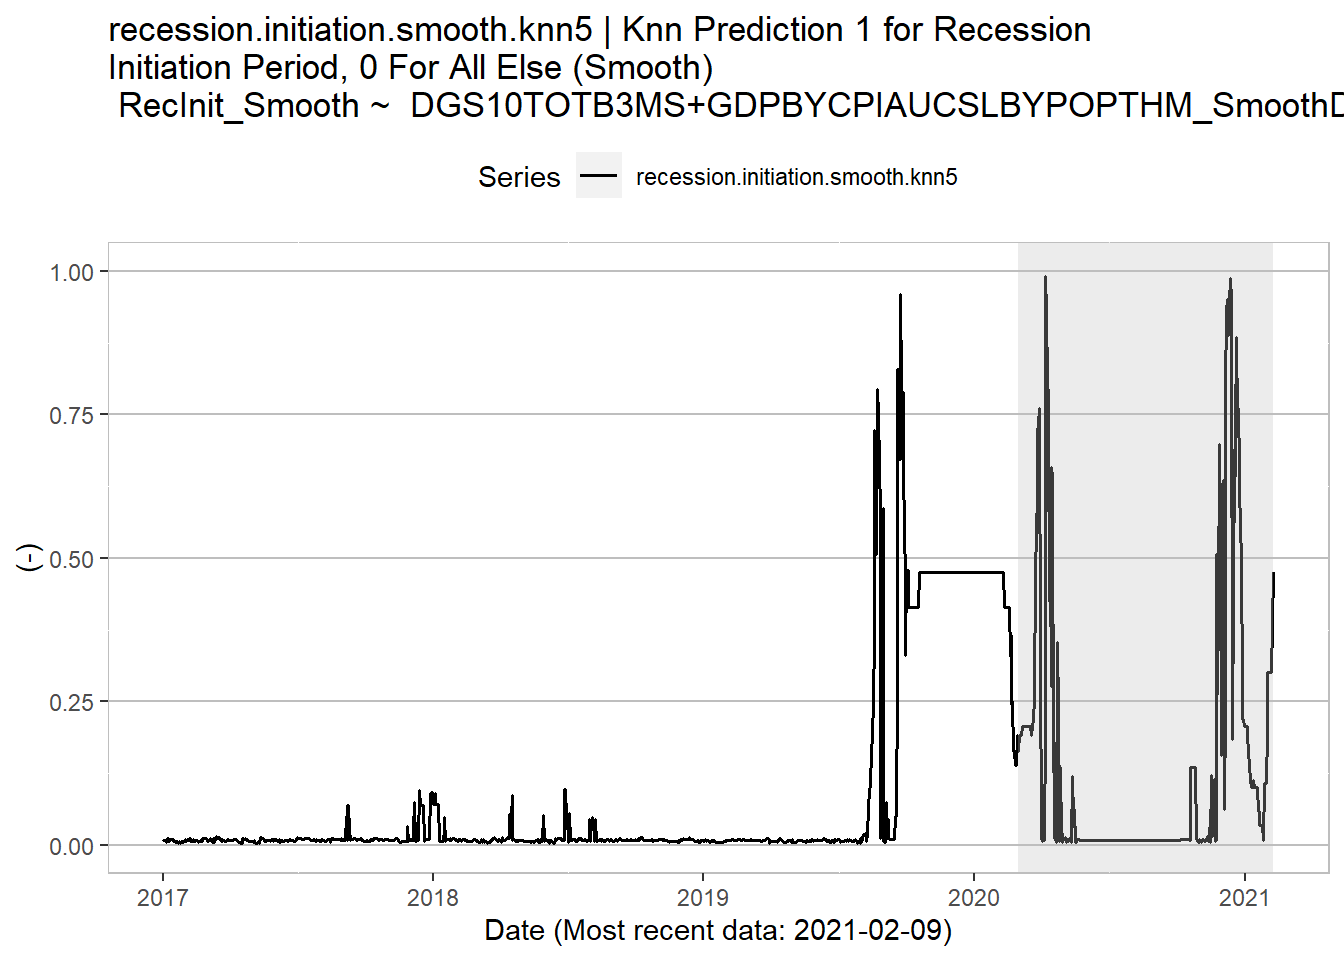 recession.initiation.smooth.knn5 | Knn Prediction 1 for Recession
Initiation Period, 0 For All Else (Smooth)
RecInit_Smooth ~ DGS10TOTB3MS+GDPBYCPIAUCSLBYPOPTHM_SmoothD
Series recession.initiation.smooth.knn5
1.00
0.75
0.50
0.25
0.00
(-)
2017 2018 2019 2020 2021
Date (Most recent data: 2021-02-09)